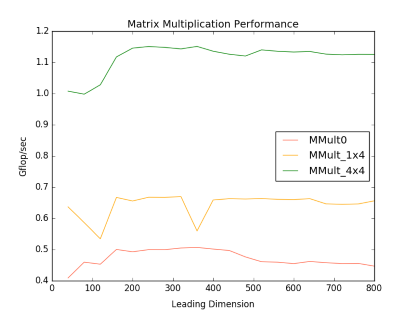 Matrix Multiplication Performance
1.2
1.1
1.0
0.9
0.8
0.7
0.6
0.5
0.4
Gflop/sec
MMult0
MMult_1x4
MMult_4x4
0 100 200 300 400 500 600 700 800
Leading Dimension